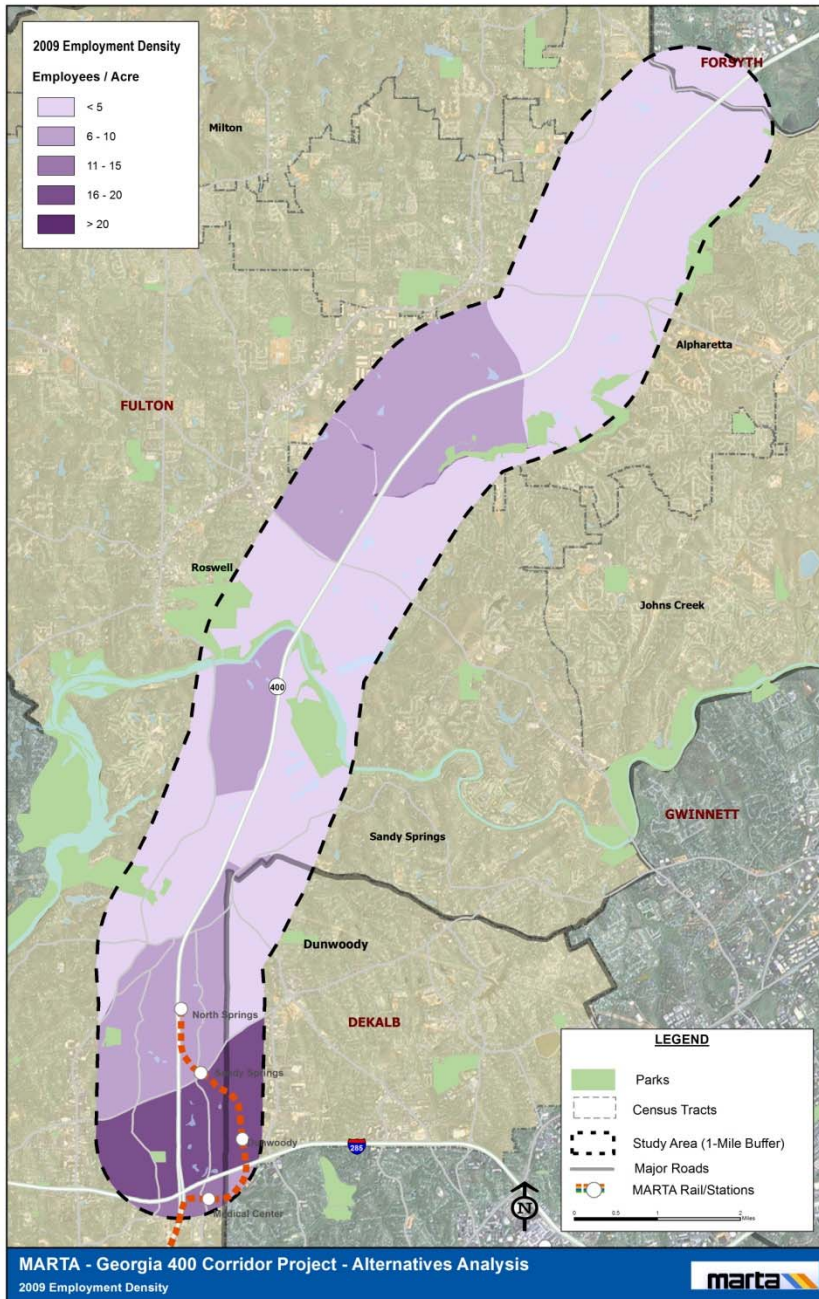 2009 Employment Density
Employees / Acre
< 5
6 - 10
11 - 15
16 - 20
> 20
FORSYTH
Milton
Alpharetta
FULTON
Roswell
Johns Creek
400
GWINNETT
Sandy Springs
Dunwoody
North Springs
DEKALB
Sandy Springs
Dunwoody
285
Medical Center
N
LEGEND
Parks
Census Tracts
Study Area (1-Mile Buffer)
Major Roads
MARTA Rail/Stations
0 0.5 1 2
Miles
MARTA - Georgia 400 Corridor Project - Alternatives Analysis
2009 Employment Density
marta